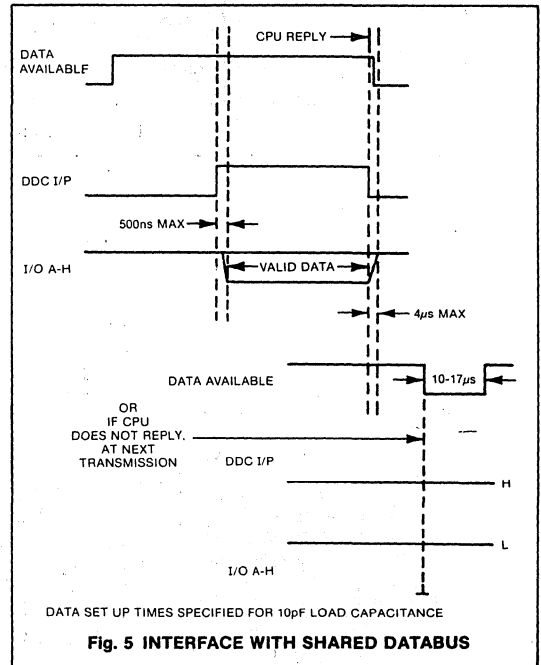 CPU REPLY
DATA
AVAILABLE
DDC I/P
500ns MAX
I/O A-H
VALID DATA
4µs MAX
DATA AVAILABLE
10-17µs
OR
IF CPU
DOES NOT REPLY.
AT NEXT
TRANSMISSION
DDC I/P
H
L
I/O A-H
DATA SET UP TIMES SPECIFIED FOR 10pF LOAD CAPACITANCE
Fig. 5 INTERFACE WITH SHARED DATABUS